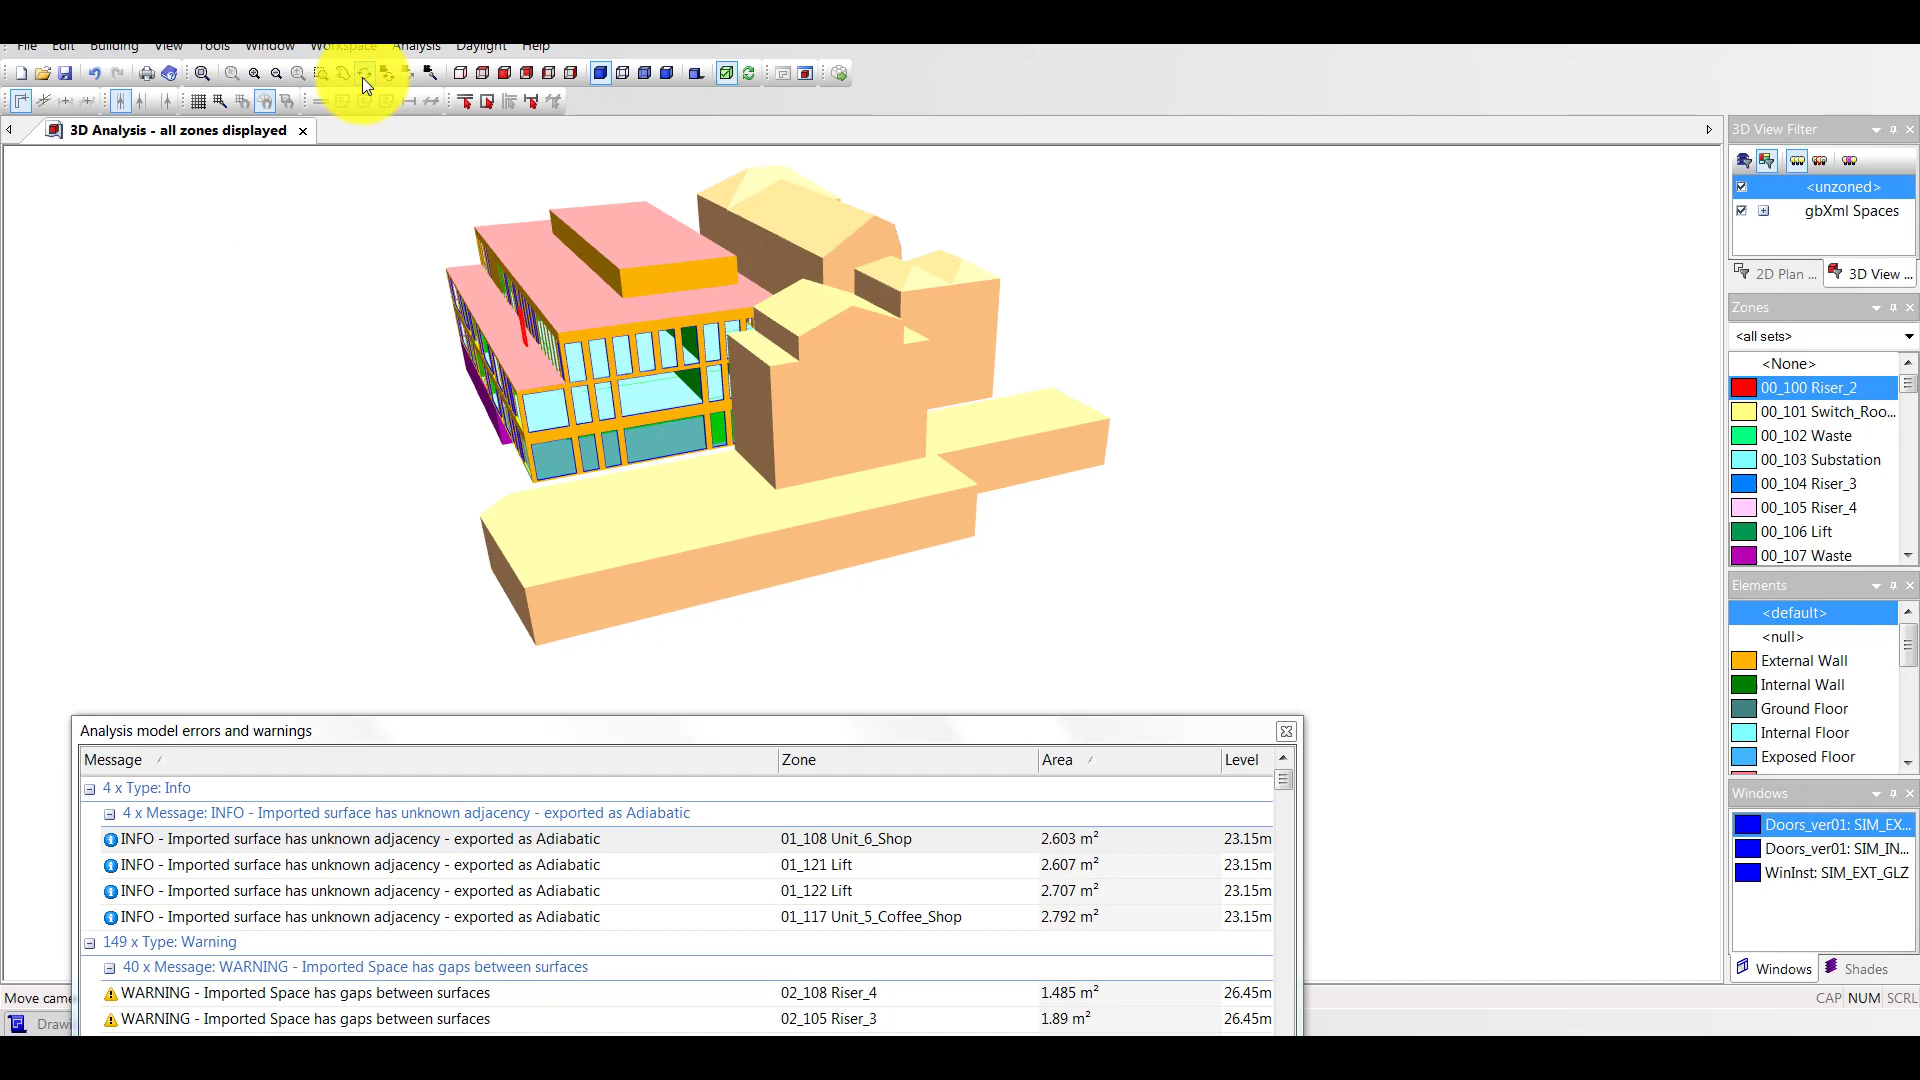 File Edit Building View Tools Window Workspace Analysis Daylight Help
3D Analysis - all zones displayed
3D View Filter
<unzoned>
gbXml Spaces
2D Plan ...
3D View ...
Zones
<all sets>
<None>
00_100 Riser_2
00_101 Switch_Roo...
00_102 Waste
00_103 Substation
00_104 Riser_3
00_105 Riser_4
00_106 Lift
00_107 Waste
Elements
<default>
<null>
External Wall
Internal Wall
Ground Floor
Internal Floor
Exposed Floor
Windows
Doors_ver01: SIM_EX...
Doors_ver01: SIM_IN...
WinInst: SIM_EXT_GLZ
Windows Shades
Analysis model errors and warnings
Message Zone Area Level
4 x Type: Info
4 x Message: INFO - Imported surface has unknown adjacency - exported as Adiabatic
INFO - Imported surface has unknown adjacency - exported as Adiabatic 01_108 Unit_6_Shop 2.603 m² 23.15m
INFO - Imported surface has unknown adjacency - exported as Adiabatic 01_121 Lift 2.607 m² 23.15m
INFO - Imported surface has unknown adjacency - exported as Adiabatic 01_122 Lift 2.707 m² 23.15m
INFO - Imported surface has unknown adjacency - exported as Adiabatic 01_117 Unit_5_Coffee_Shop 2.792 m² 23.15m
149 x Type: Warning
40 x Message: WARNING - Imported Space has gaps between surfaces
WARNING - Imported Space has gaps between surfaces 02_108 Riser_4 1.485 m² 26.45m
WARNING - Imported Space has gaps between surfaces 02_105 Riser_3 1.89 m² 26.45m
Move came
CAP NUM SCRL
Drawi